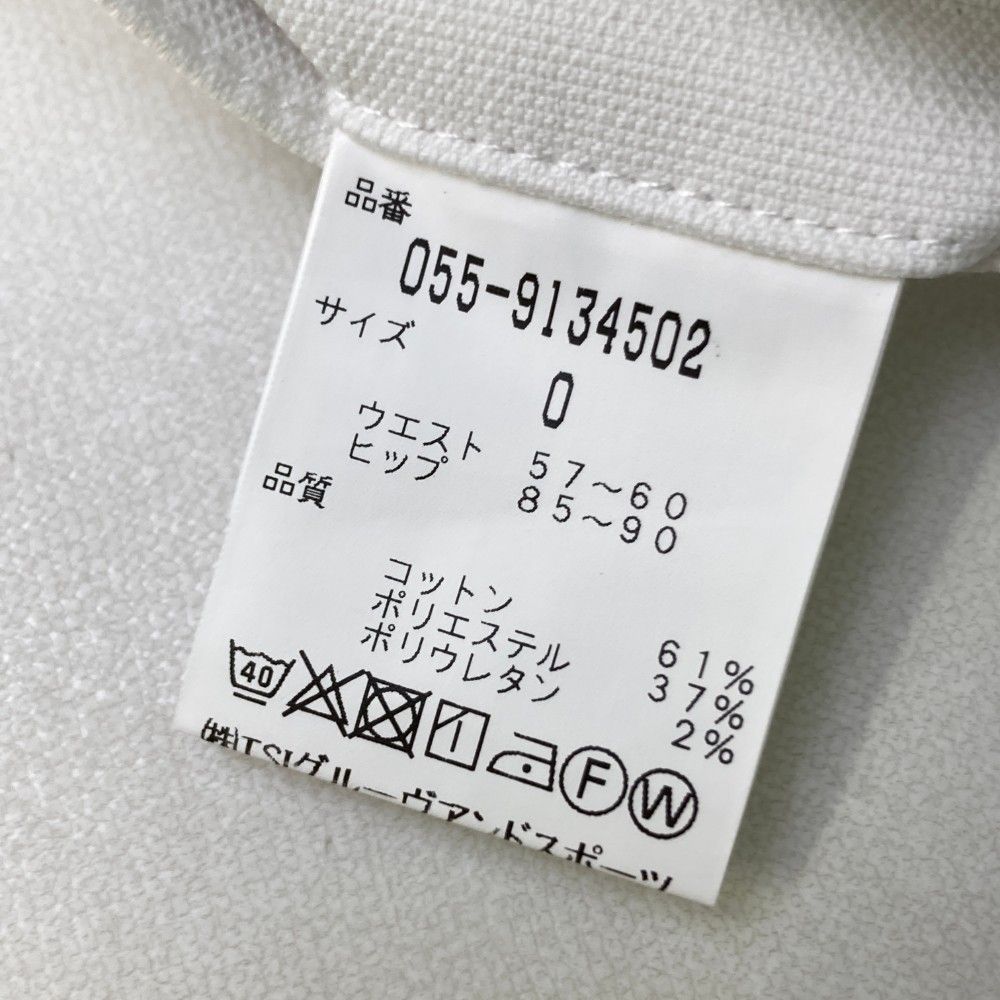 品番
055-9134502
サイズ
0
ウエスト 57〜60
ヒップ 85〜90
品質
コットン 61%
ポリエステル 37%
ポリウレタン 2%
40 F W
㈱TSIグルーヴアンドスポーツ